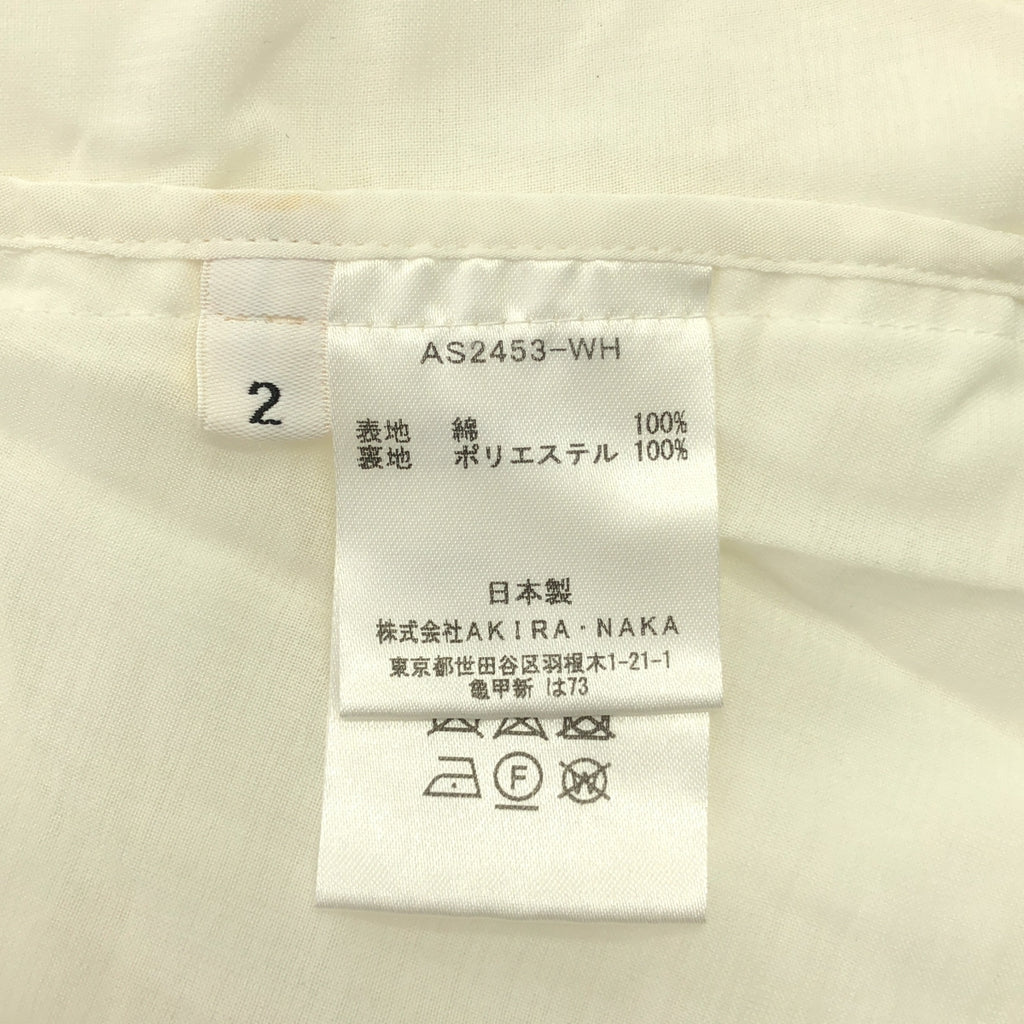 2
AS2453-WH
表地 綿 100%
裏地 ポリエステル 100%
日本製
株式会社AKIRA・NAKA
東京都世田谷区羽根木1-21-1
亀甲新 は73
F
W